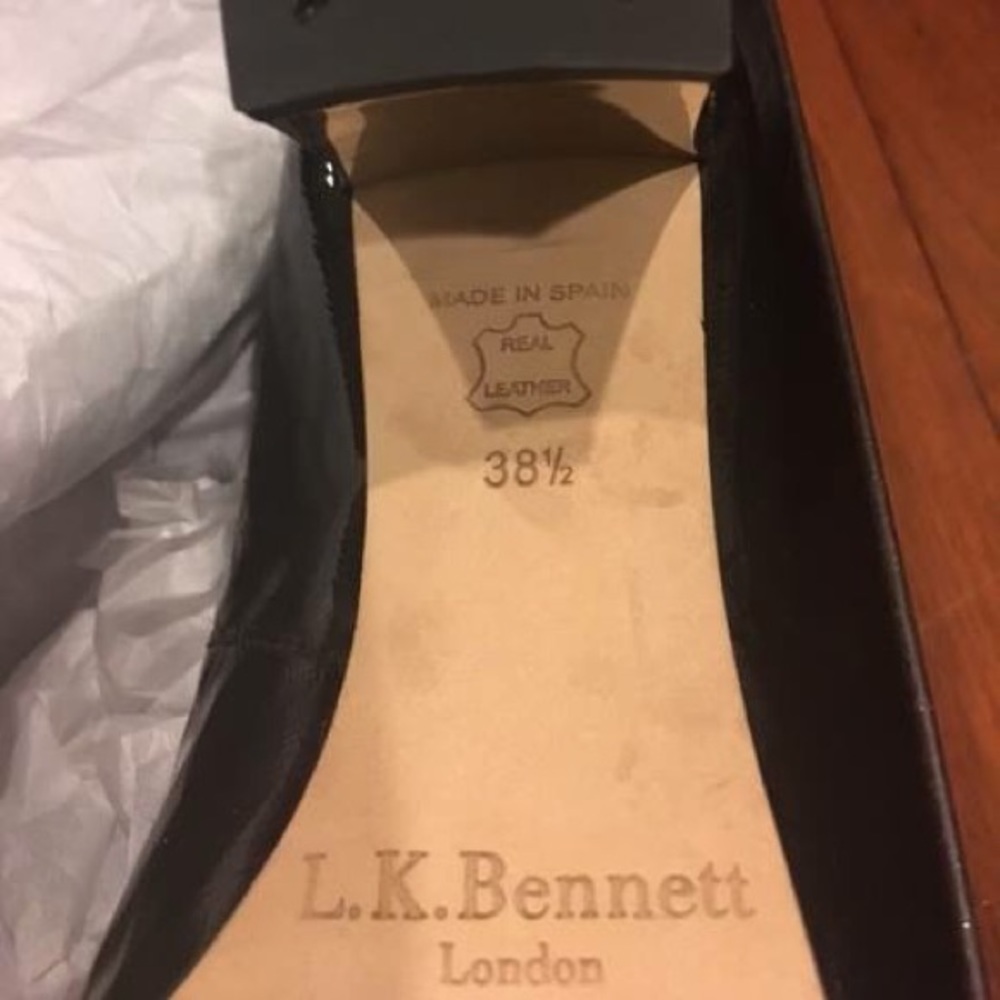 MADE IN SPAIN
REAL
LEATHER
38½
L.K.Bennett
London